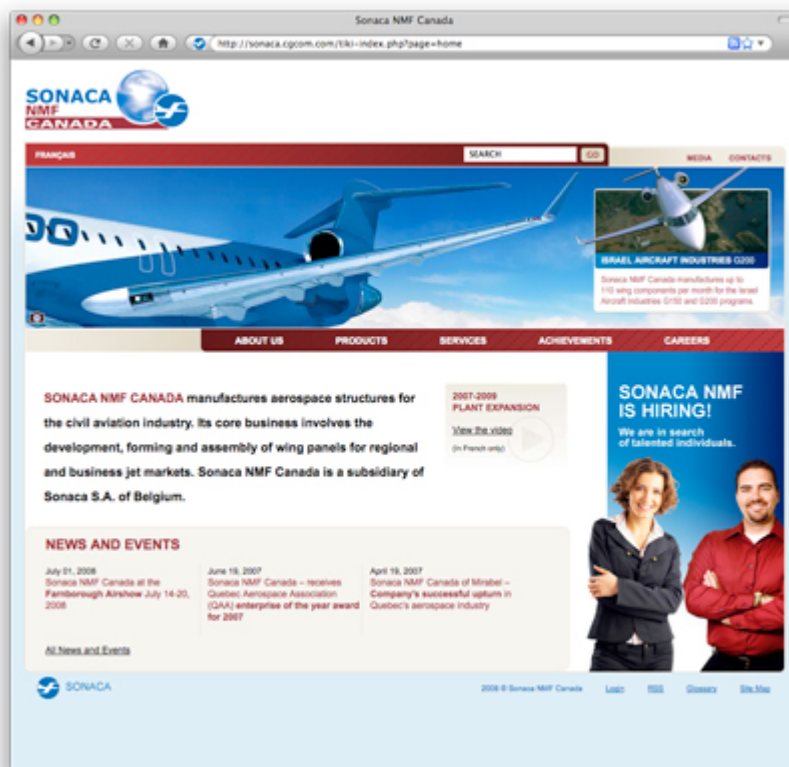 Sonaca NMF Canada
http://sonaca.cgcom.com/tiki-index.php?page=home
SONACA
NMF
CANADA
FRANÇAIS
SEARCH
GO
MEDIA
CONTACTS
ISRAEL AIRCRAFT INDUSTRIES G200
Sonaca NMF Canada manufactures up to
110 wing components per month for the Israel
Aircraft Industries G150 and G200 programs.
ABOUT US
PRODUCTS
SERVICES
ACHIEVEMENTS
CAREERS
SONACA NMF CANADA manufactures aerospace structures for
the civil aviation industry. Its core business involves the
development, forming and assembly of wing panels for regional
and business jet markets. Sonaca NMF Canada is a subsidiary of
Sonaca S.A. of Belgium.
2007-2009
PLANT EXPANSION
View the video
(In French only)
SONACA NMF
IS HIRING!
We are in search
of talented individuals.
NEWS AND EVENTS
July 01, 2008
Sonaca NMF Canada at the
Farnborough Airshow July 14-20,
2008
June 19, 2007
Sonaca NMF Canada – receives
Quebec Aerospace Association
(QAA) enterprise of the year award
for 2007
April 19, 2007
Sonaca NMF Canada of Mirabel –
Company's successful upturn in
Quebec's aerospace industry
All News and Events
SONACA
2008 © Sonaca NMF Canada
Login
RSS
Glossary
Site Map